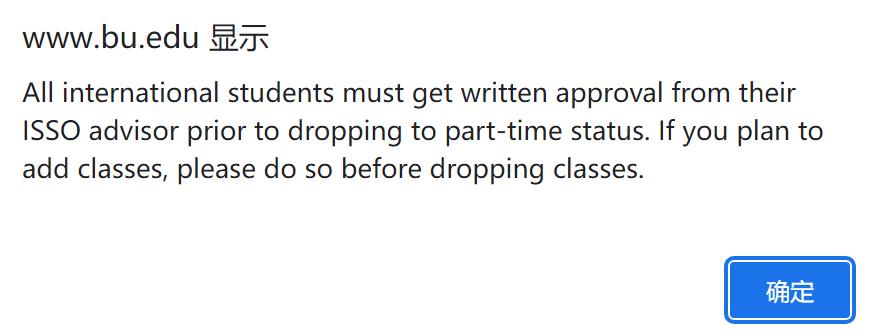 www.bu.edu 显示
All international students must get written approval from their
ISSO advisor prior to dropping to part-time status. If you plan to
add classes, please do so before dropping classes.
确定